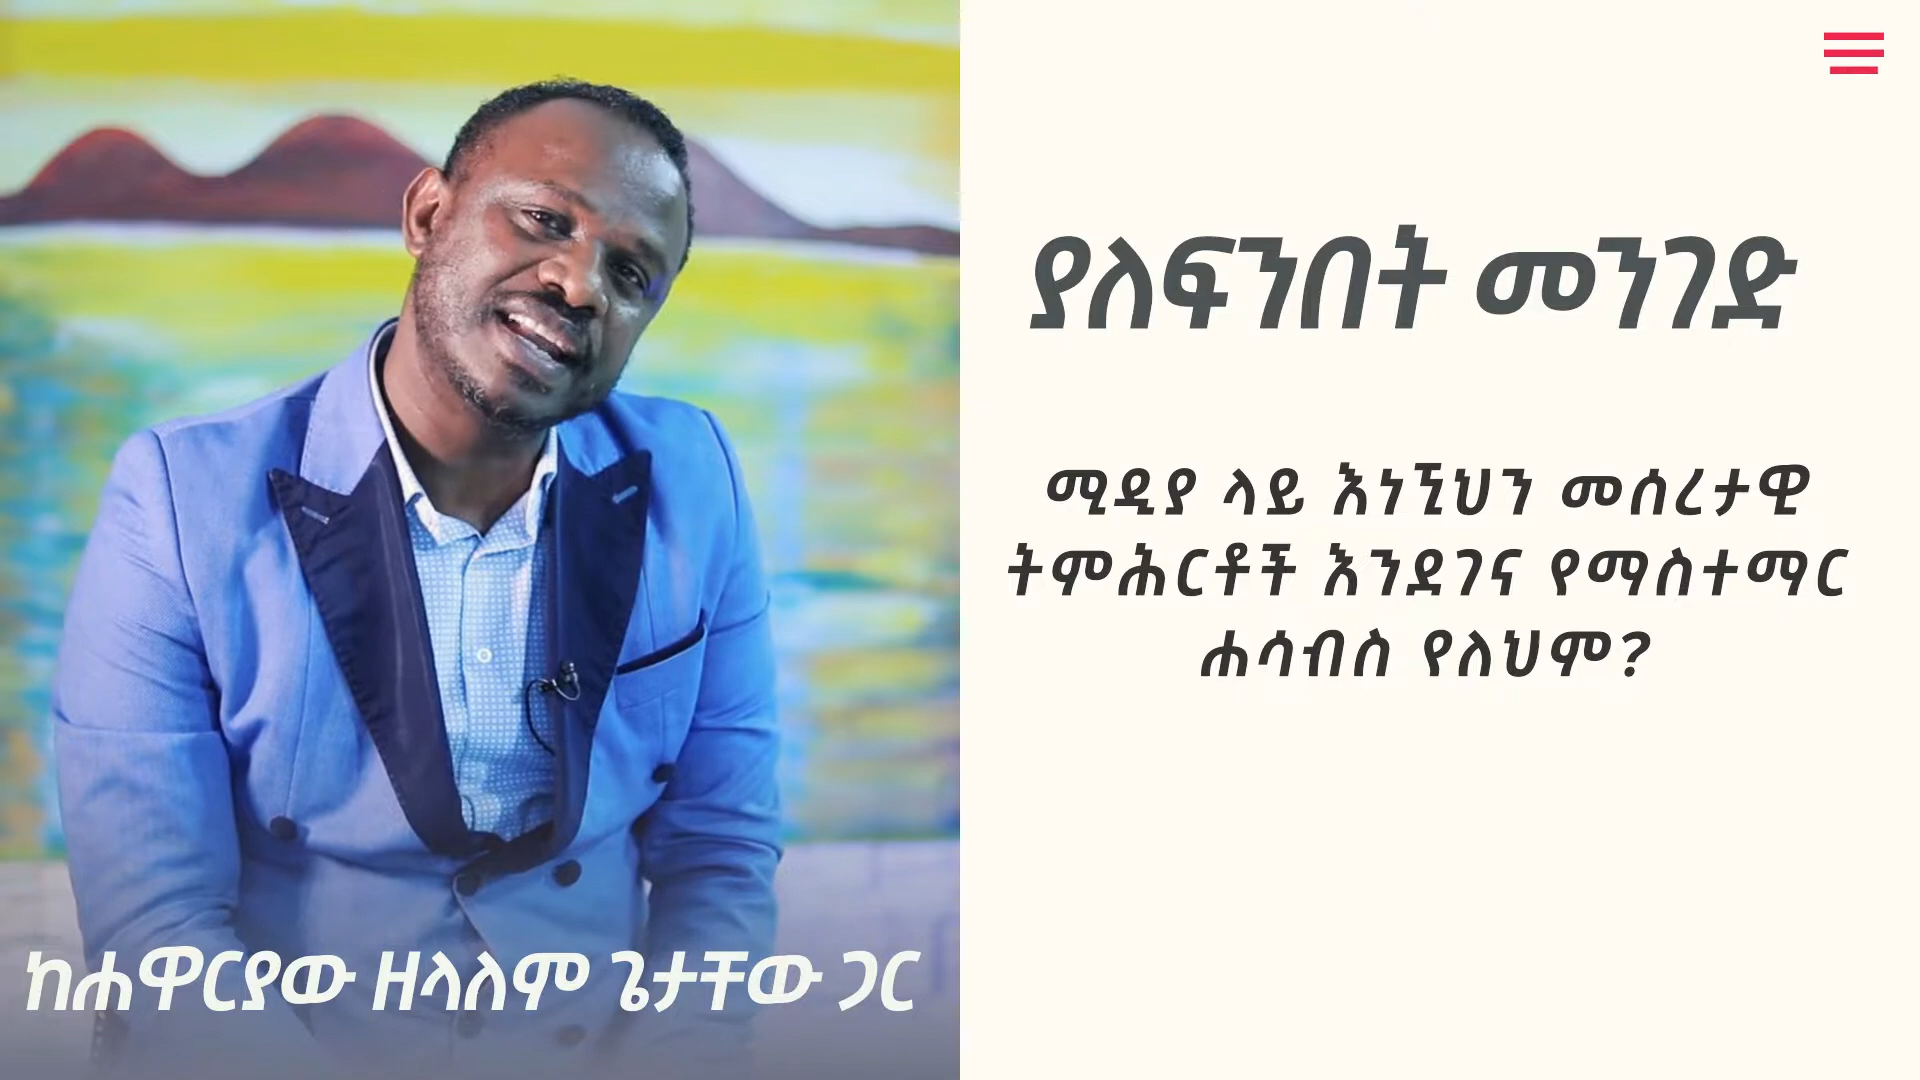 ያለፍንበት መንገድ
ሚዲያ ላይ እነኚህን መሰረታዊ
ትምሕርቶች እንደገና የማስተማር
ሐሳብስ የለህም?
ከሐዋርያው ዘላለም ጌታቸው ጋር